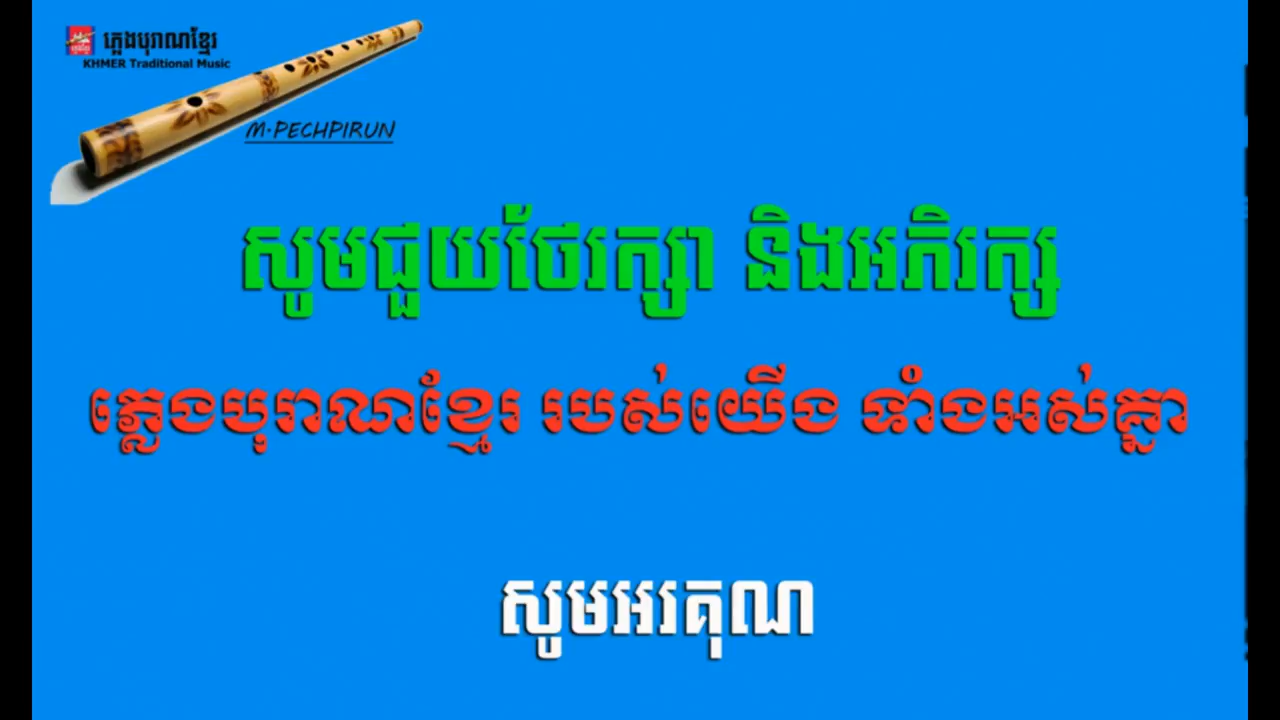 ភ្លេងបុរាណខ្មែរ
KHMER Traditional Music
M.PECHPIRUN
សូមជួយថែរក្សា និងអភិរក្ស
ភ្លេងបុរាណខ្មែរ របស់យើង ទាំងអស់គ្នា
សូមអរគុណ